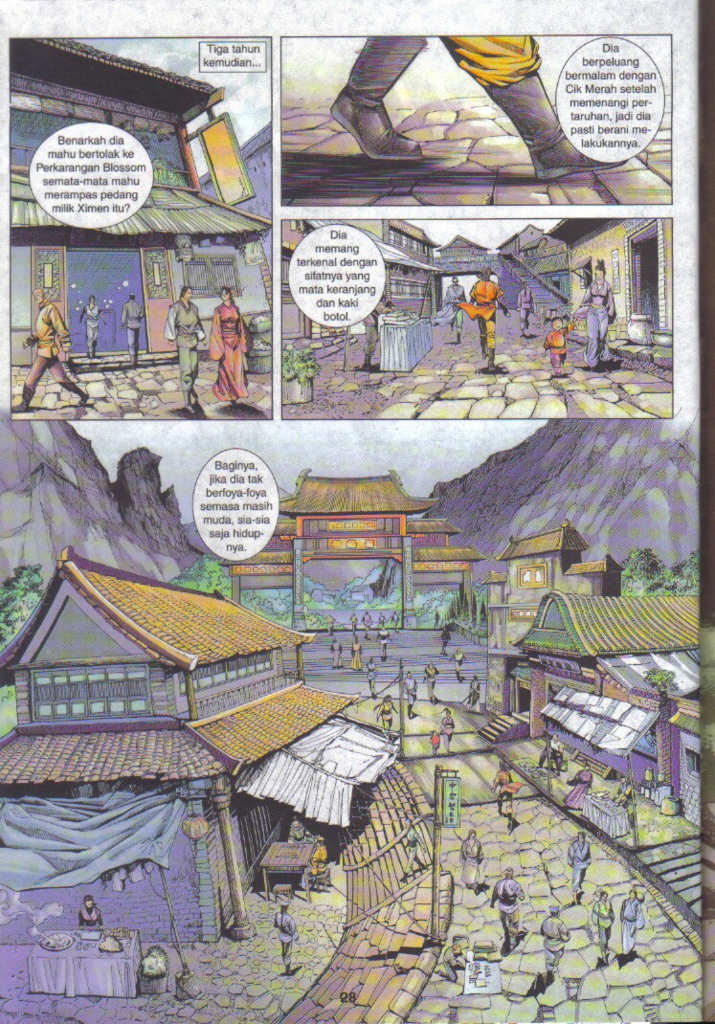 Tiga tahun
kemudian...
Benarkah dia
mahu bertolak ke
Perkarangan Blossom
semata-mata mahu
merampas pedang
milik Ximen itu?
Dia
berpeluang
bermalam dengan
Cik Merah setelah
memenangi per-
taruhan, jadi dia
pasti berani me-
lakukannya.
Dia
memang
terkenal dengan
sifatnya yang
mata keranjang
dan kaki
botol.
Baginya,
jika dia tak
berfoya-foya
semasa masih
muda, sia-sia
saja hidup-
nya.
28